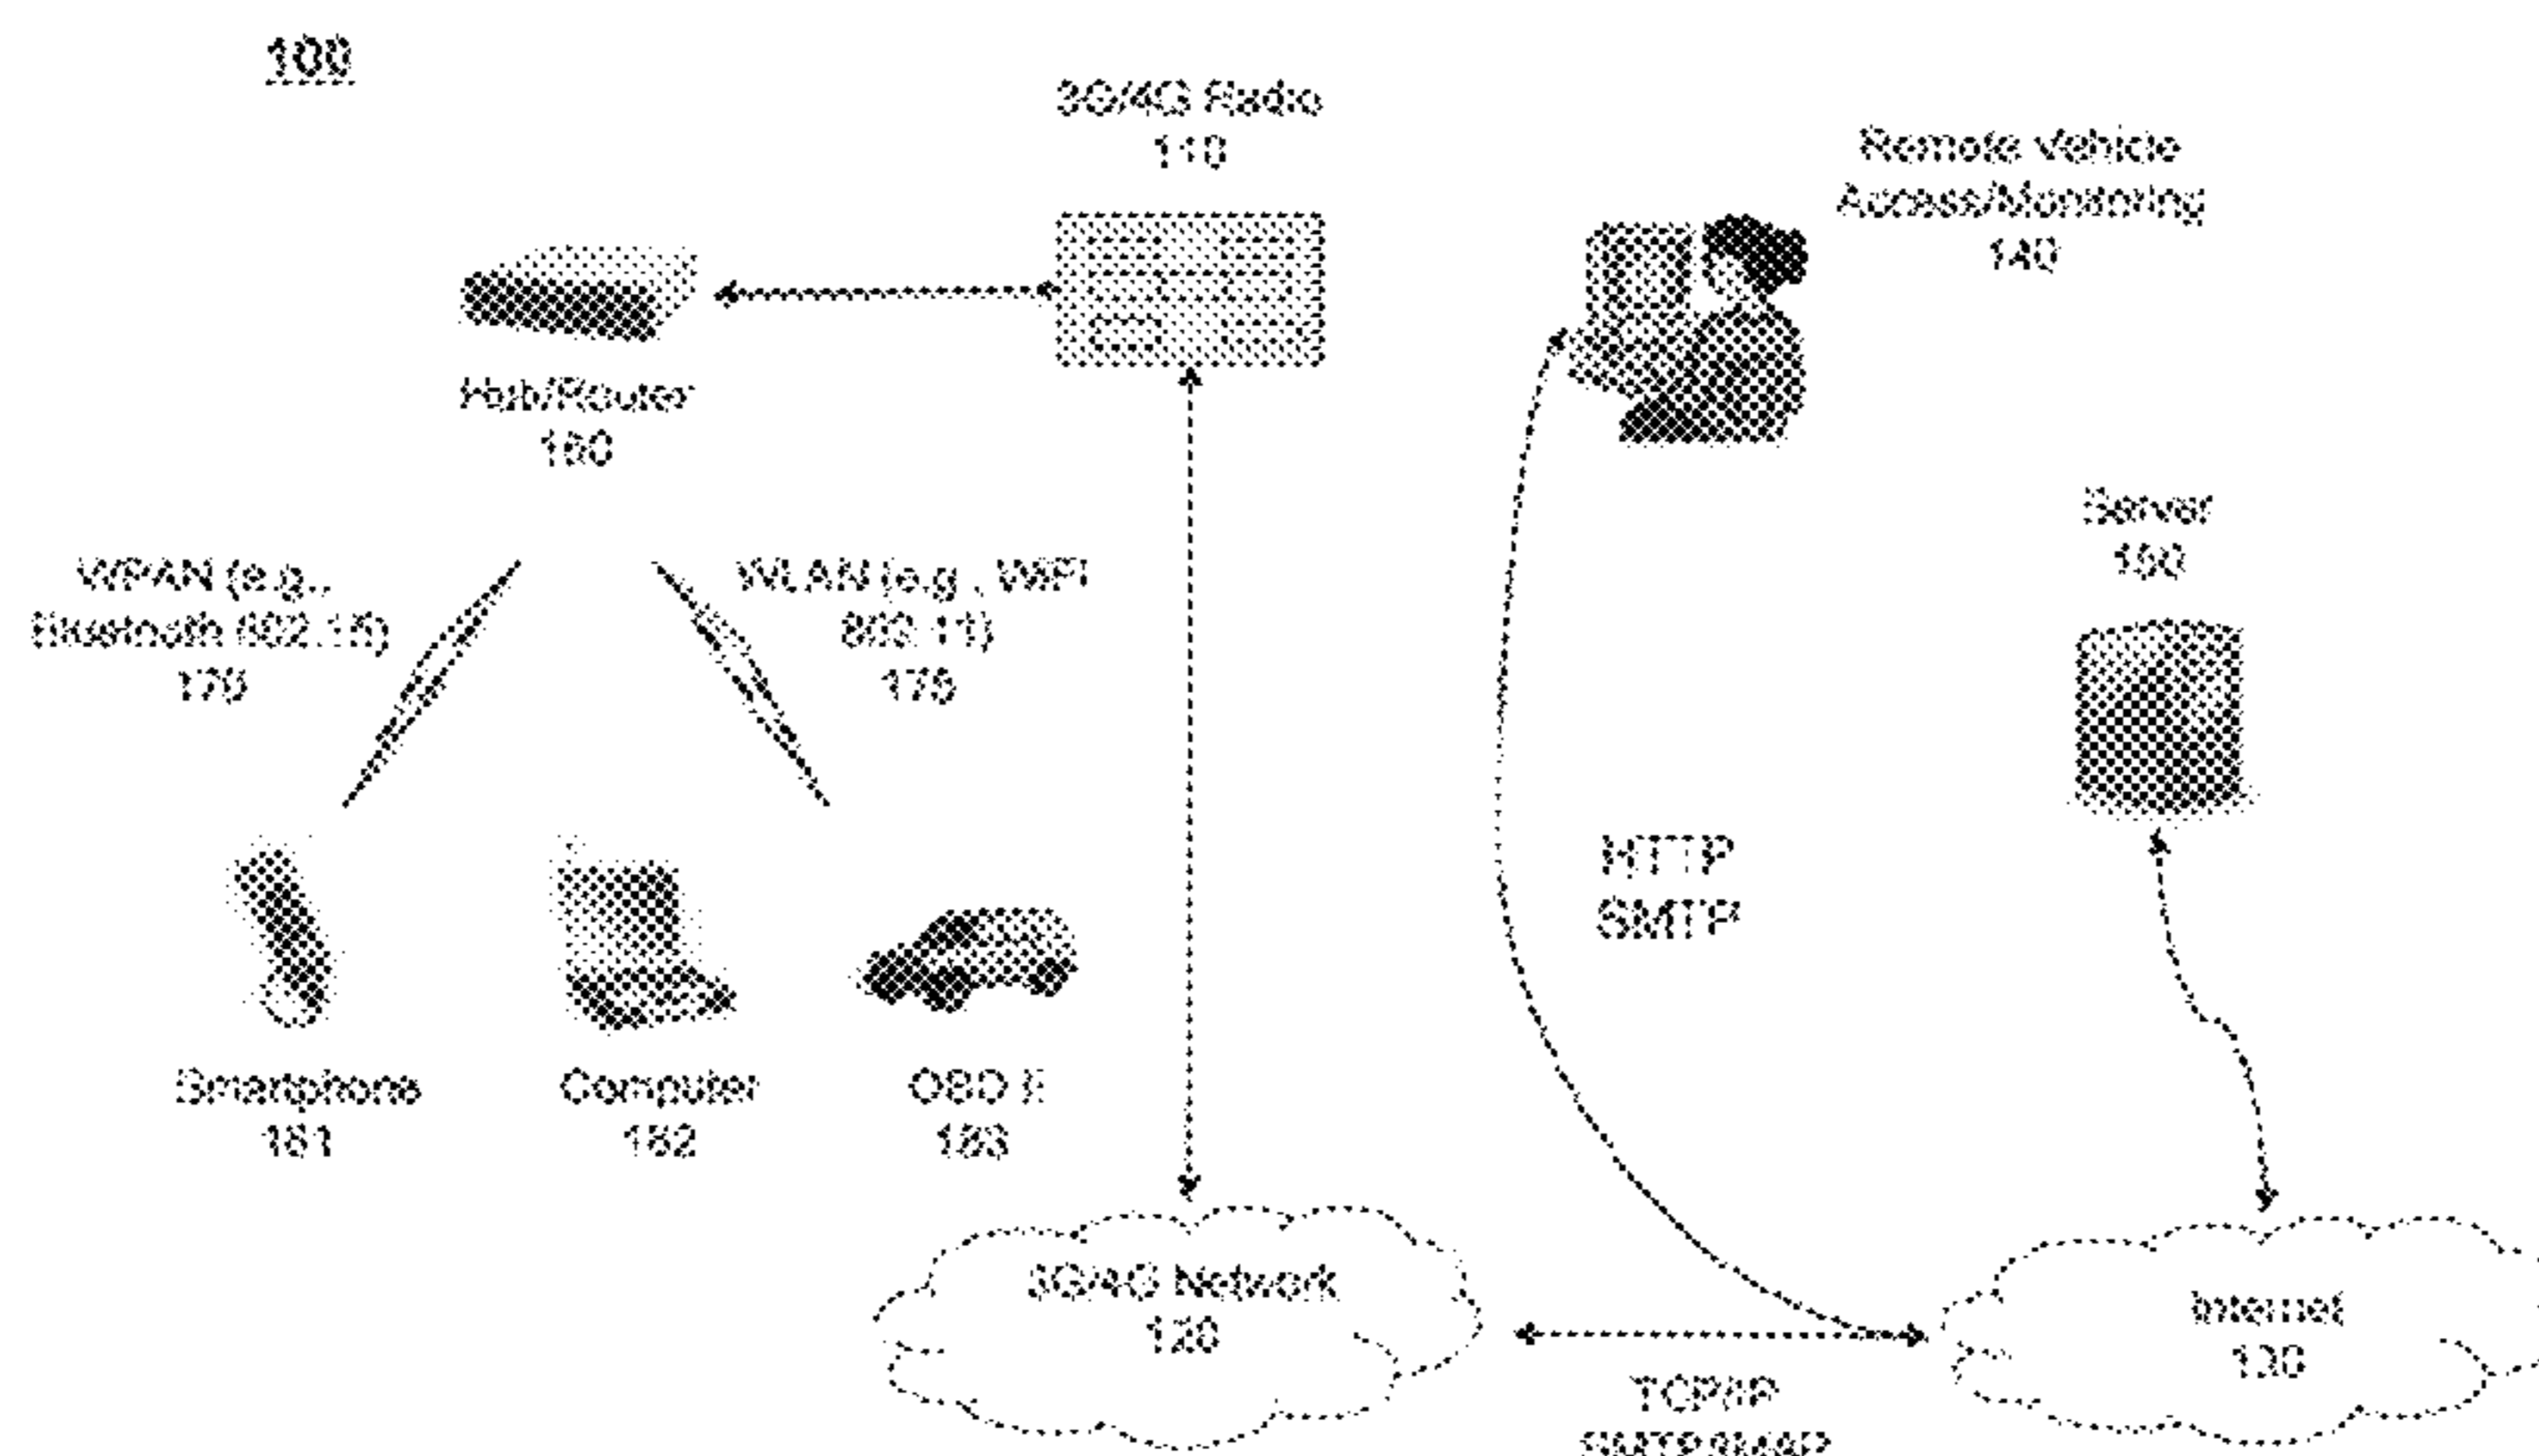 100
3G/4G Radio
110
Remote Vehicle
Access/Monitoring
140
Hub/Router
160
Server
150
WPAN (e.g.,
Bluetooth 802.15)
170
WLAN (e.g., WiFi
802.11)
175
HTTP
SMTP
Smartphone
181
Computer
182
OBD II
183
3G/4G Network
120
Internet
130
TCP/IP